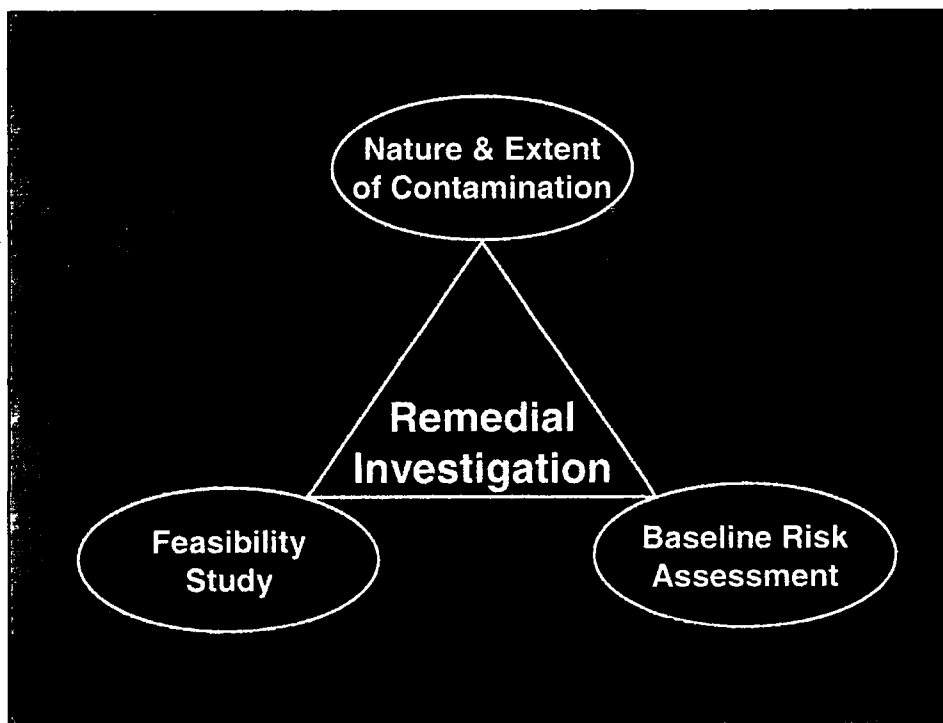 Nature & Extent
of Contamination
Remedial
Investigation
Feasibility
Study
Baseline Risk
Assessment